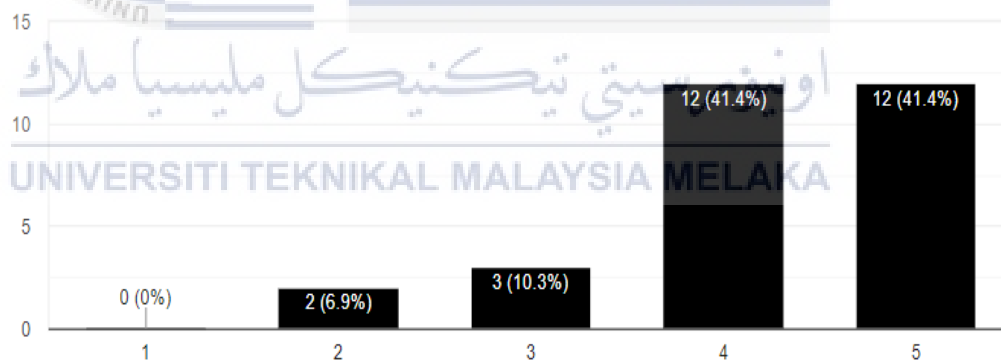 15
اونيۏرسيتي تيكنيكل مليسيا ملاك
12 (41.4%) 12 (41.4%)
10
UNIVERSITI TEKNIKAL MALAYSIA MELAKA
5
3 (10.3%)
0 (0%) 2 (6.9%)
0
1 2 3 4 5